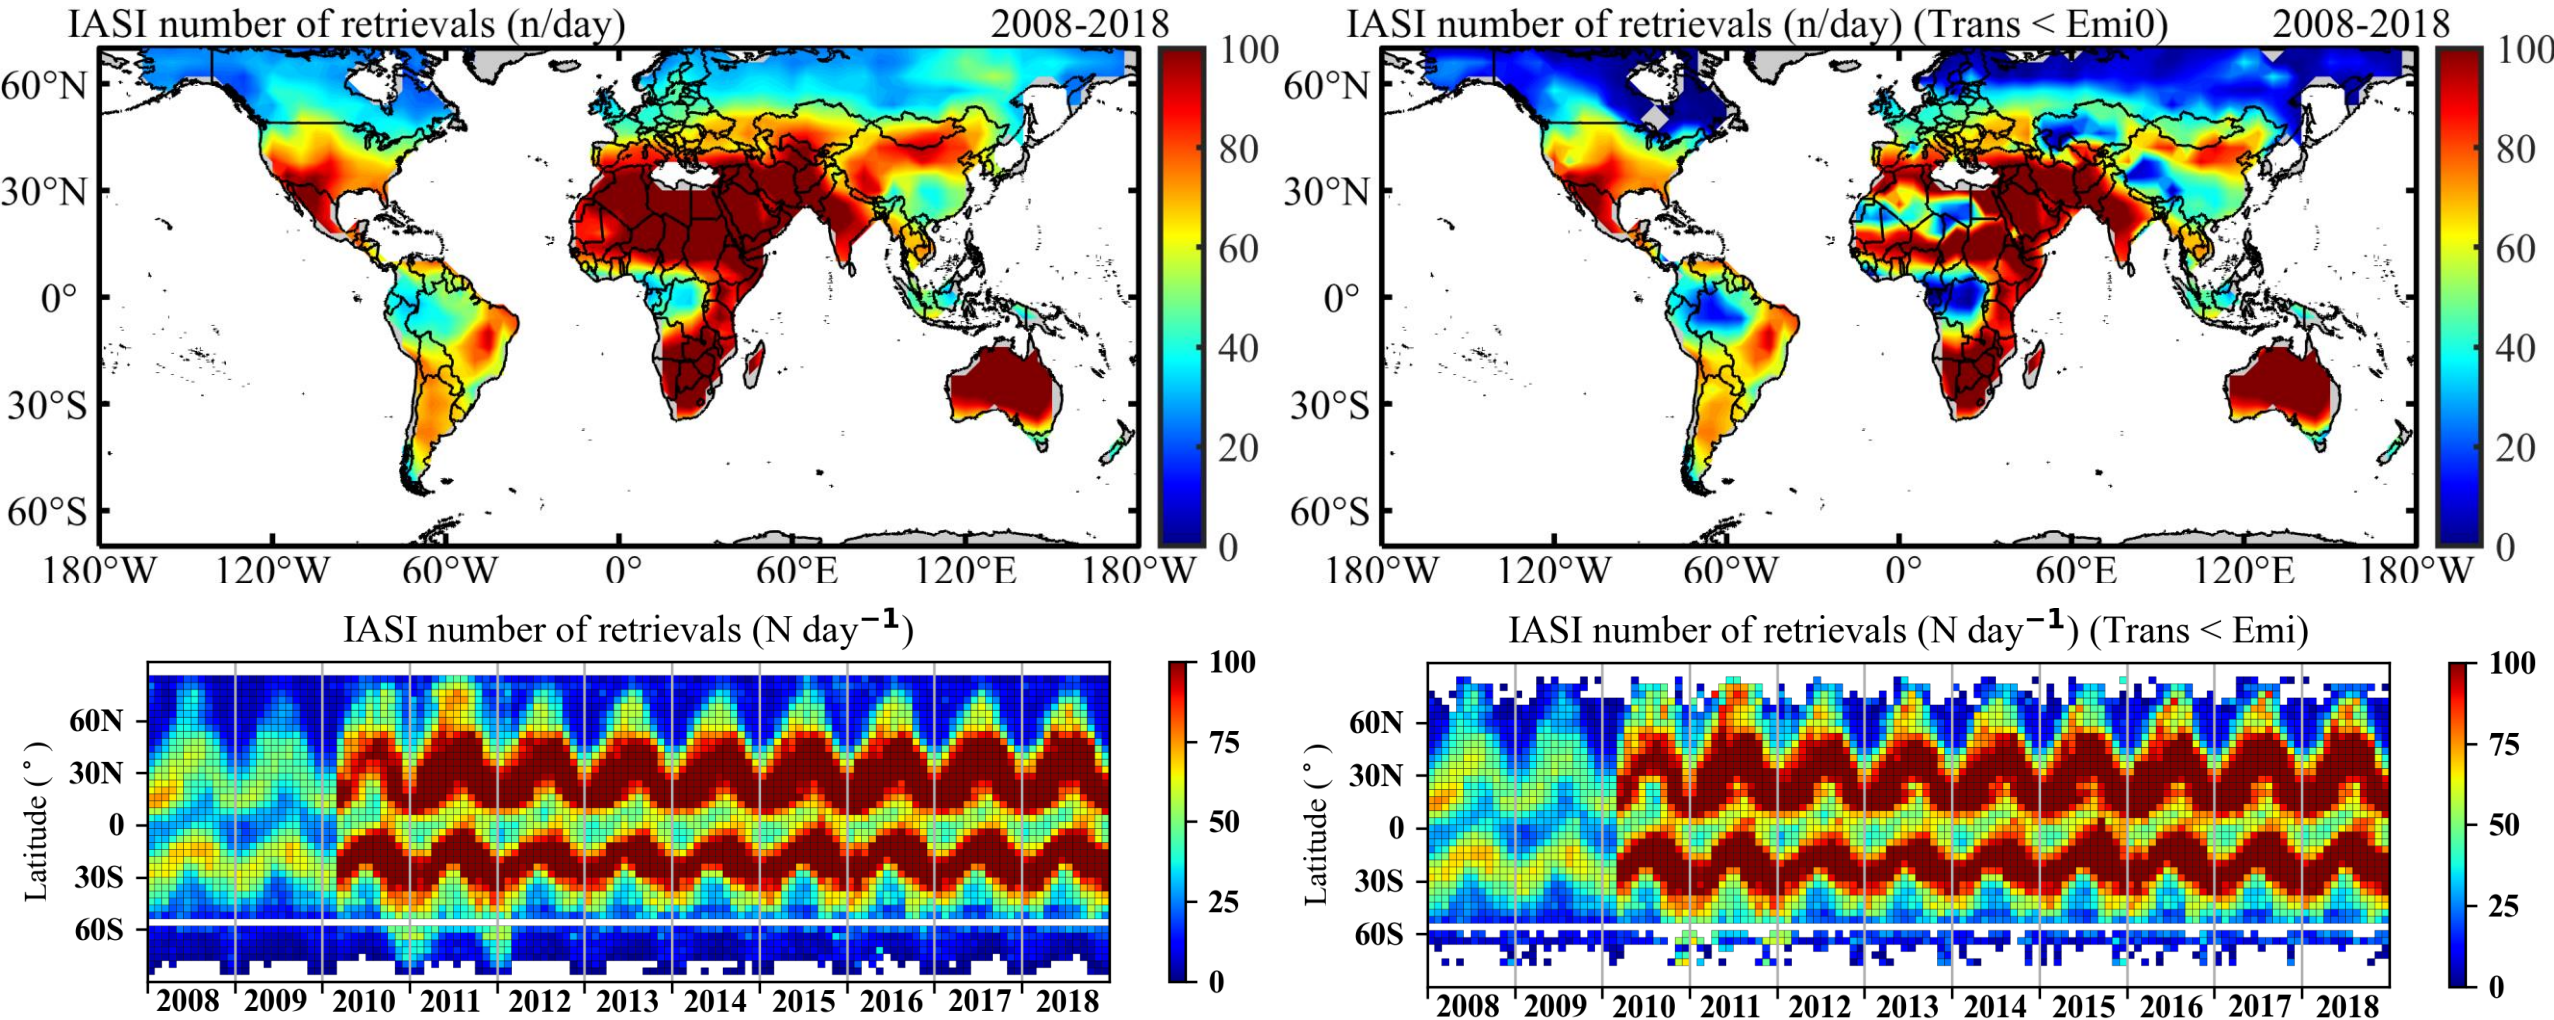 IASI number of retrievals (n/day) 2008-2018
100
80
60
40
20
0
60°N
30°N
0°
30°S
60°S
180°W 120°W 60°W 0° 60°E 120°E 180°W
IASI number of retrievals (n/day) (Trans < Emi0) 2008-2018
100
80
60
40
20
0
60°N
30°N
0°
30°S
60°S
180°W 120°W 60°W 0° 60°E 120°E 180°W
IASI number of retrievals (N day⁻¹)
Latitude (°)
60N
30N
0
30S
60S
2008 2009 2010 2011 2012 2013 2014 2015 2016 2017 2018
100
75
50
25
0
IASI number of retrievals (N day⁻¹) (Trans < Emi)
Latitude (°)
60N
30N
0
30S
60S
2008 2009 2010 2011 2012 2013 2014 2015 2016 2017 2018
100
75
50
25
0